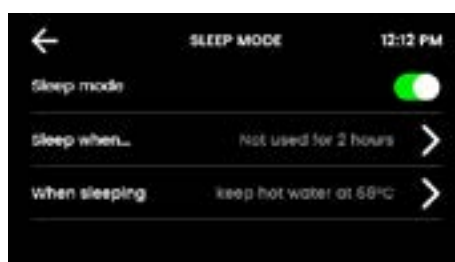 SLEEP MODE 12:12 PM
Sleep mode
Sleep when... Not used for 2 hours
When sleeping keep hot water at 68°C